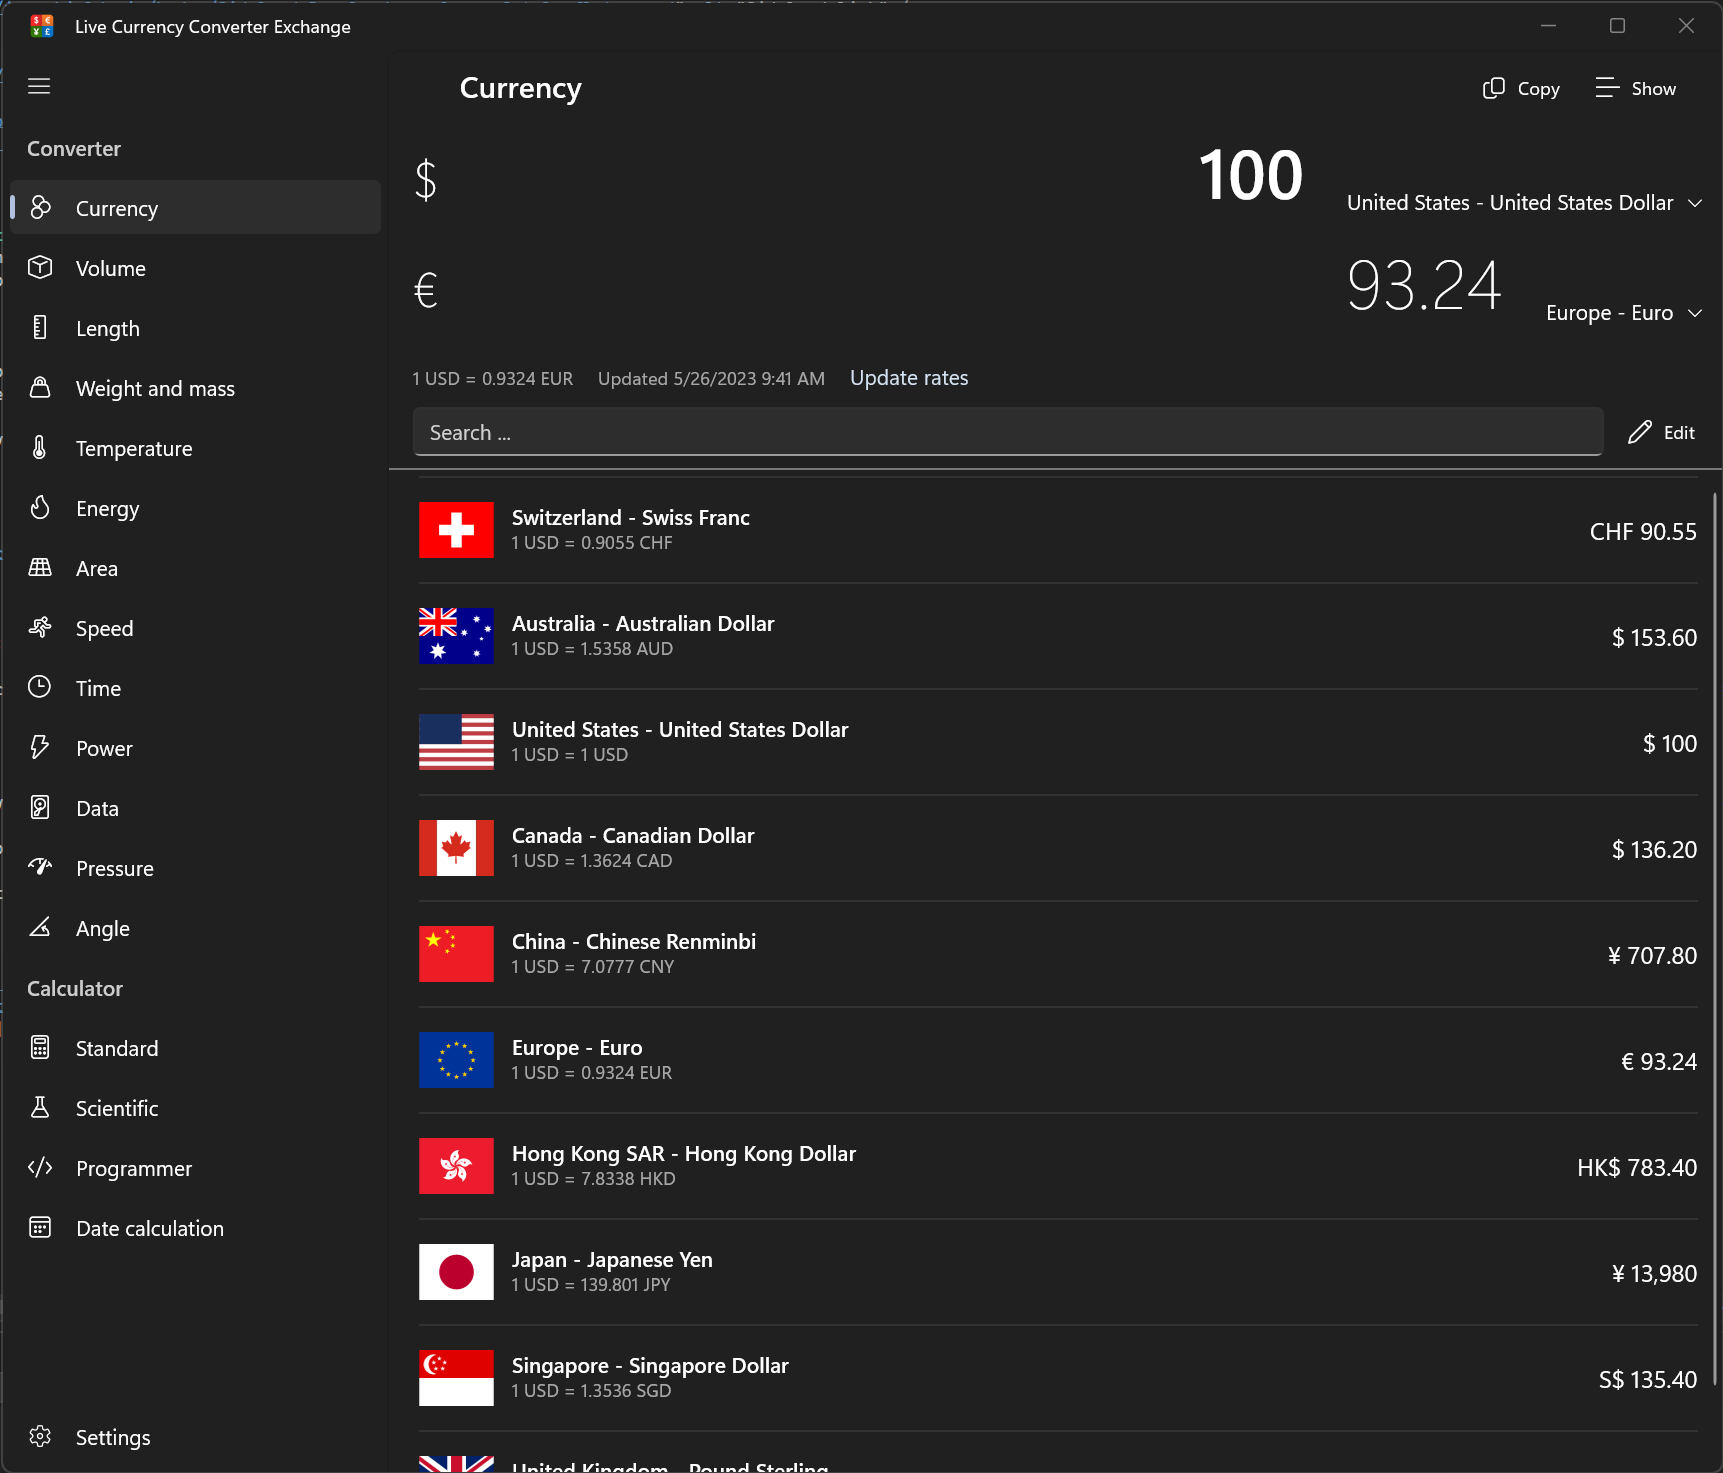 Live Currency Converter Exchange
Converter
Currency
Volume
Length
Weight and mass
Temperature
Energy
Area
Speed
Time
Power
Data
Pressure
Angle
Calculator
Standard
Scientific
Programmer
Date calculation
Settings
Currency
Copy
Show
$
100
United States - United States Dollar
€
93.24
Europe - Euro
1 USD = 0.9324 EUR
Updated 5/26/2023 9:41 AM
Update rates
Search ...
Edit
Switzerland - Swiss Franc
1 USD = 0.9055 CHF
CHF 90.55
Australia - Australian Dollar
1 USD = 1.5358 AUD
$ 153.60
United States - United States Dollar
1 USD = 1 USD
$ 100
Canada - Canadian Dollar
1 USD = 1.3624 CAD
$ 136.20
China - Chinese Renminbi
1 USD = 7.0777 CNY
¥ 707.80
Europe - Euro
1 USD = 0.9324 EUR
€ 93.24
Hong Kong SAR - Hong Kong Dollar
1 USD = 7.8338 HKD
HK$ 783.40
Japan - Japanese Yen
1 USD = 139.801 JPY
¥ 13,980
Singapore - Singapore Dollar
1 USD = 1.3536 SGD
S$ 135.40
United Kingdom - Pound Sterling